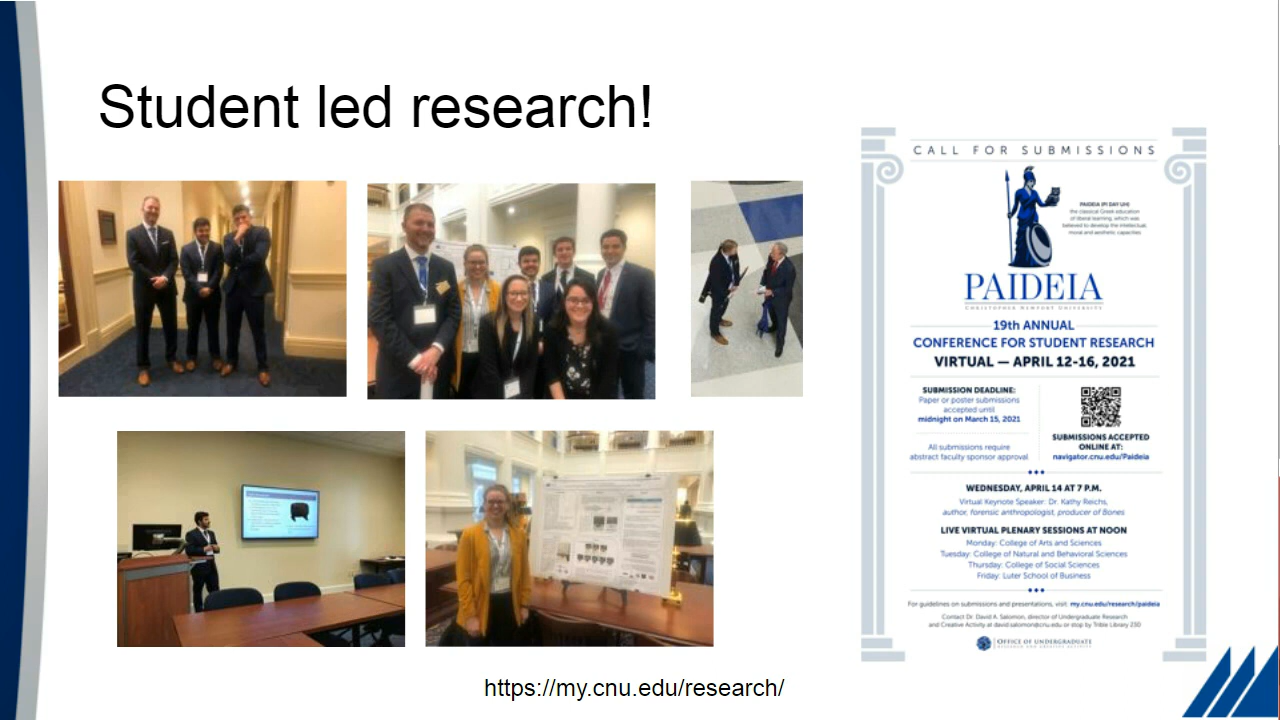 Student led research!
CALL FOR SUBMISSIONS
PAIDEIA (PI DAY UH)
the classical Greek education
of liberal learning, which was
believed to develop the intellectual,
moral and aesthetic capacities
PAIDEIA
CHRISTOPHER NEWPORT UNIVERSITY
19th ANNUAL
CONFERENCE FOR STUDENT RESEARCH
VIRTUAL — APRIL 12-16, 2021
SUBMISSION DEADLINE:
Paper or poster submissions
accepted until
midnight on March 15, 2021
All submissions require
abstract faculty sponsor approval
SUBMISSIONS ACCEPTED
ONLINE AT:
navigator.cnu.edu/Paideia
WEDNESDAY, APRIL 14 AT 7 P.M.
Virtual Keynote Speaker: Dr. Kathy Reichs,
author, forensic anthropologist, producer of Bones
LIVE VIRTUAL PLENARY SESSIONS AT NOON
Monday: College of Arts and Sciences
Tuesday: College of Natural and Behavioral Sciences
Thursday: College of Social Sciences
Friday: Luter School of Business
For guidelines on submissions and presentations, visit: my.cnu.edu/research/paideia
Contact Dr. David A. Salomon, director of Undergraduate Research
and Creative Activity at david.salomon@cnu.edu or stop by Trible Library 230
OFFICE OF UNDERGRADUATE
RESEARCH AND CREATIVE ACTIVITY
https://my.cnu.edu/research/